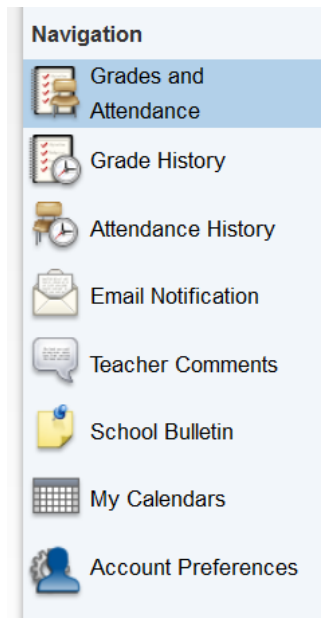 Navigation
Grades and
Attendance
Grade History
Attendance History
Email Notification
Teacher Comments
School Bulletin
My Calendars
Account Preferences